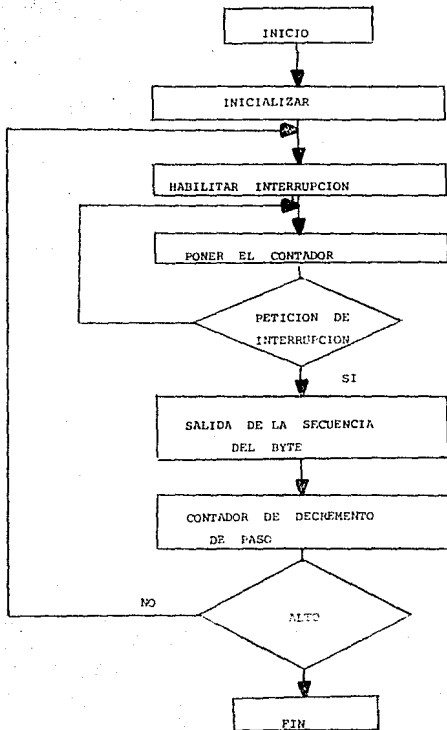 INICIO
INICIALIZAR
HABILITAR INTERRUPCION
PONER EL CONTADOR
PETICION DE
INTERRUPCION
SI
SALIDA DE LA SECUENCIA
DEL BYTE
CONTADOR DE DECREMENTO
DE PASO
NO
ALTO
FIN